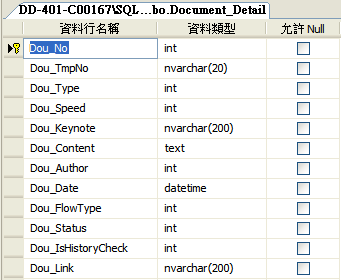 DD-401-C00167\SQL...bo.Document_Detail
資料行名稱 資料類型 允許 Null
Dou_No int
Dou_TmpNo nvarchar(20)
Dou_Type int
Dou_Speed int
Dou_Keynote nvarchar(200)
Dou_Content text
Dou_Author int
Dou_Date datetime
Dou_FlowType int
Dou_Status int
Dou_IsHistoryCheck int
Dou_Link nvarchar(200)